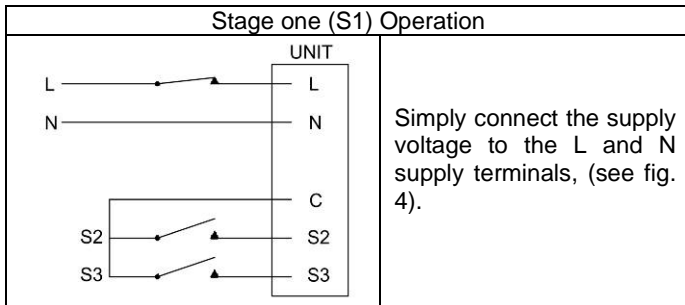 Stage one (S1) Operation
UNIT
L L
N N
C
S2 S2
S3 S3
Simply connect the supply
voltage to the L and N
supply terminals, (see fig.
4).